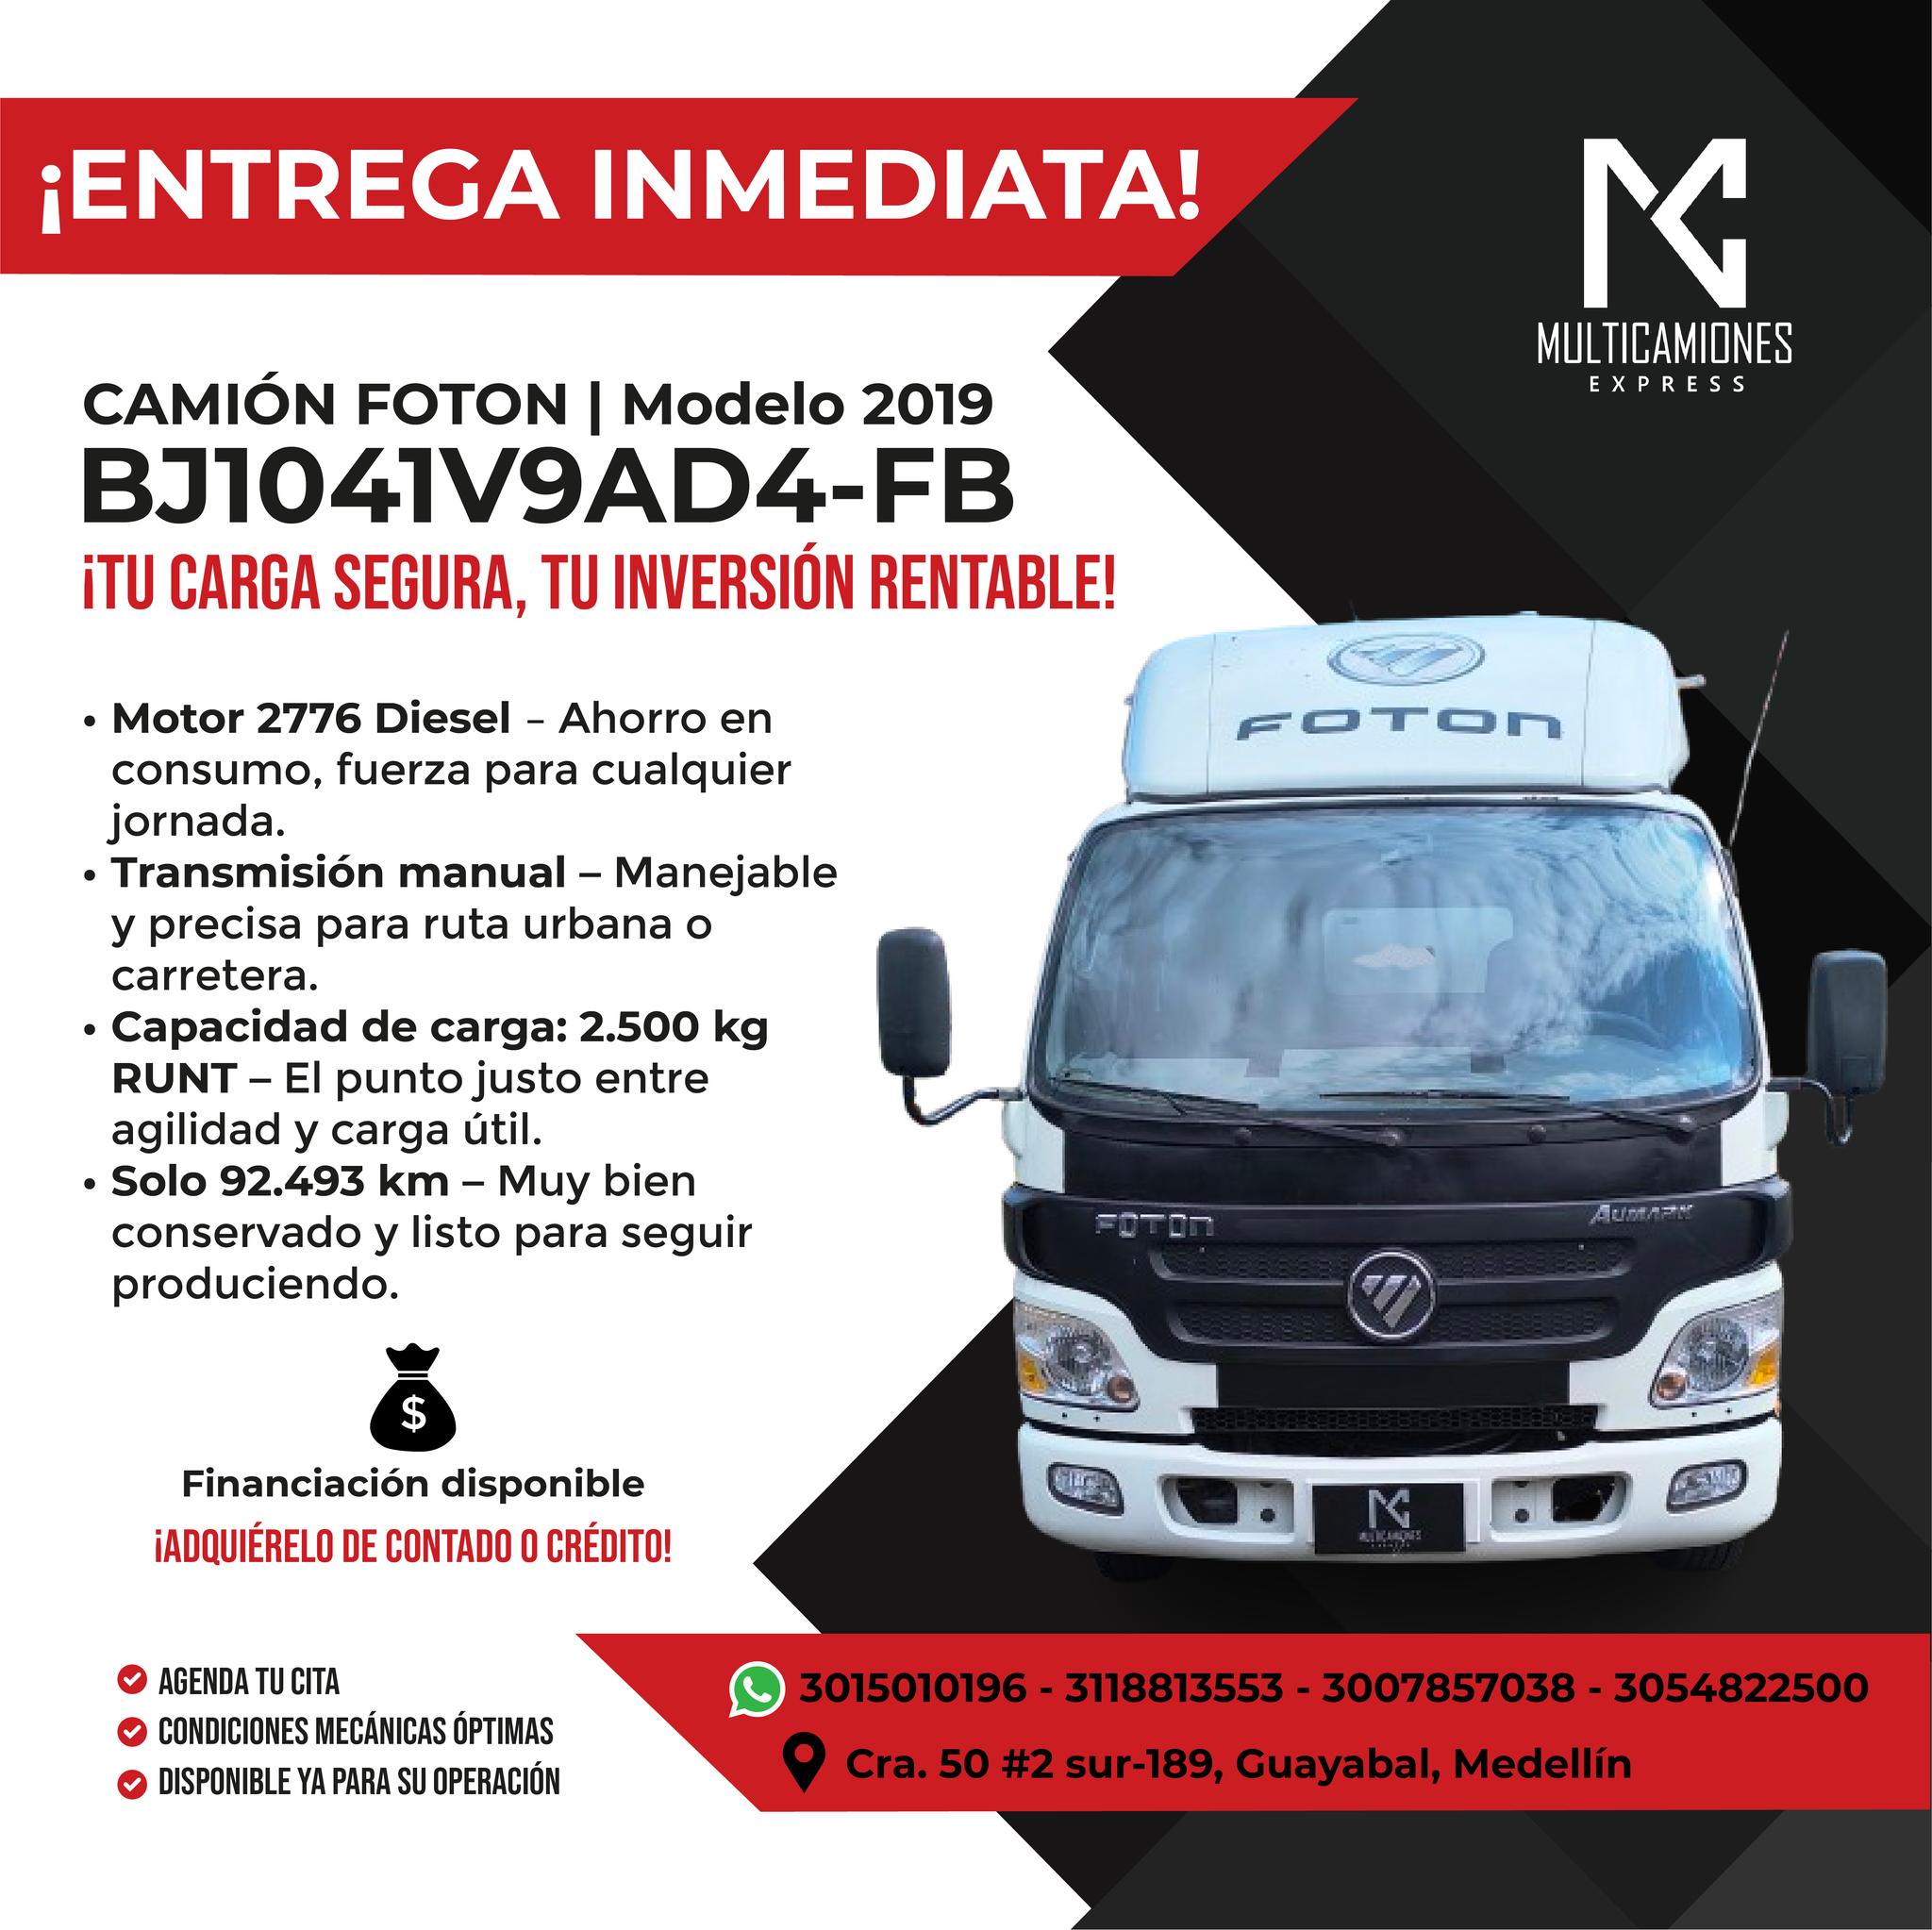 ¡ENTREGA INMEDIATA!
MULTICAMIONES
EXPRESS
CAMIÓN FOTON | Modelo 2019
BJ1041V9AD4-FB
¡TU CARGA SEGURA, TU INVERSIÓN RENTABLE!
• Motor 2776 Diesel – Ahorro en
consumo, fuerza para cualquier
jornada.
• Transmisión manual – Manejable
y precisa para ruta urbana o
carretera.
• Capacidad de carga: 2.500 kg
RUNT – El punto justo entre
agilidad y carga útil.
• Solo 92.493 km – Muy bien
conservado y listo para seguir
produciendo.
$
Financiación disponible
¡ADQUIÉRELO DE CONTADO O CRÉDITO!
FOTON
FOTON
AUMARK
MULTICAMIONES
EXPRESS
AGENDA TU CITA
CONDICIONES MECÁNICAS ÓPTIMAS
DISPONIBLE YA PARA SU OPERACIÓN
3015010196 - 3118813553 - 3007857038 - 3054822500
Cra. 50 #2 sur-189, Guayabal, Medellín